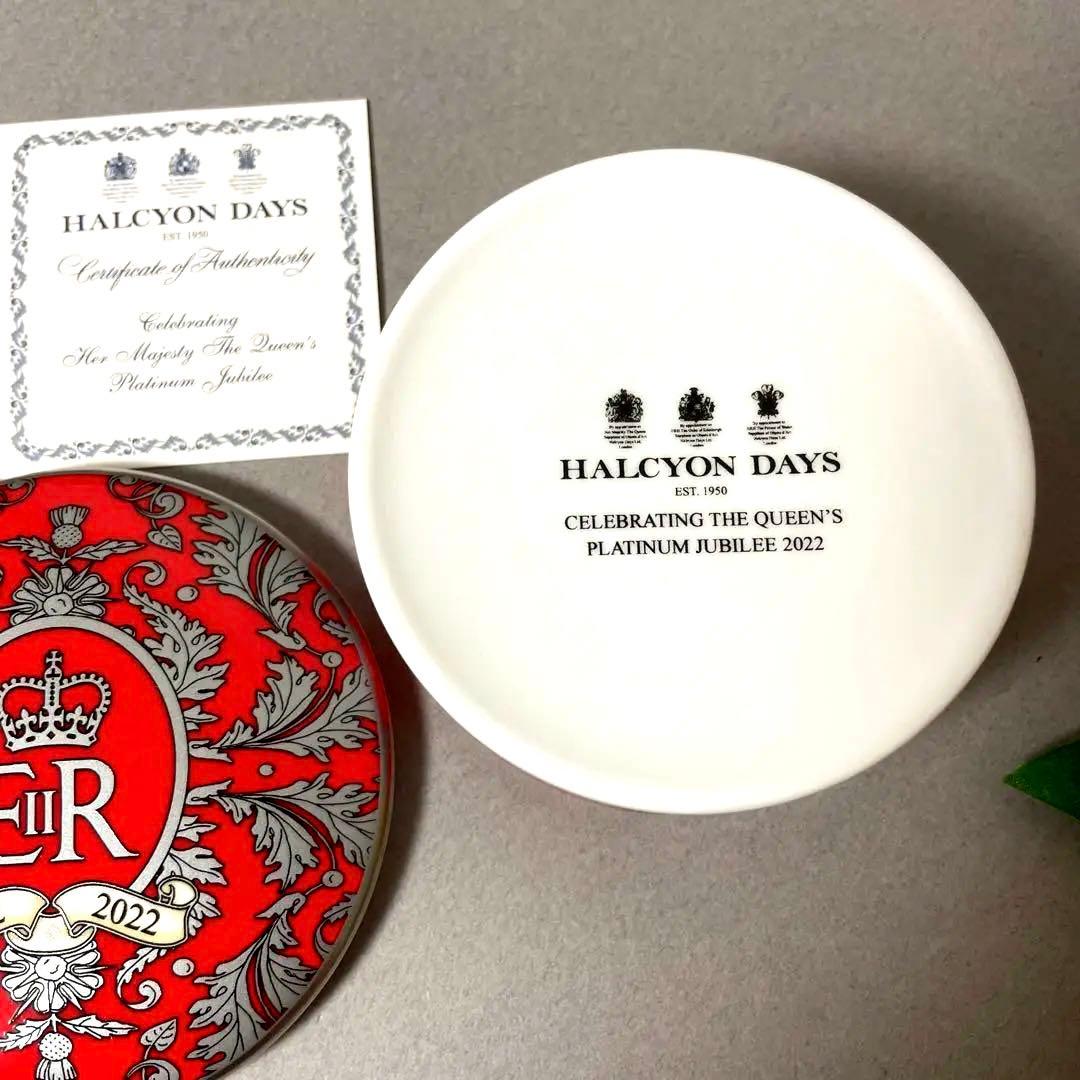 HALCYON DAYS
EST. 1950
Certificate of Authenticity
Celebrating
Her Majesty The Queen's
Platinum Jubilee
HALCYON DAYS
EST. 1950
CELEBRATING THE QUEEN'S
PLATINUM JUBILEE 2022
EIIR
2022